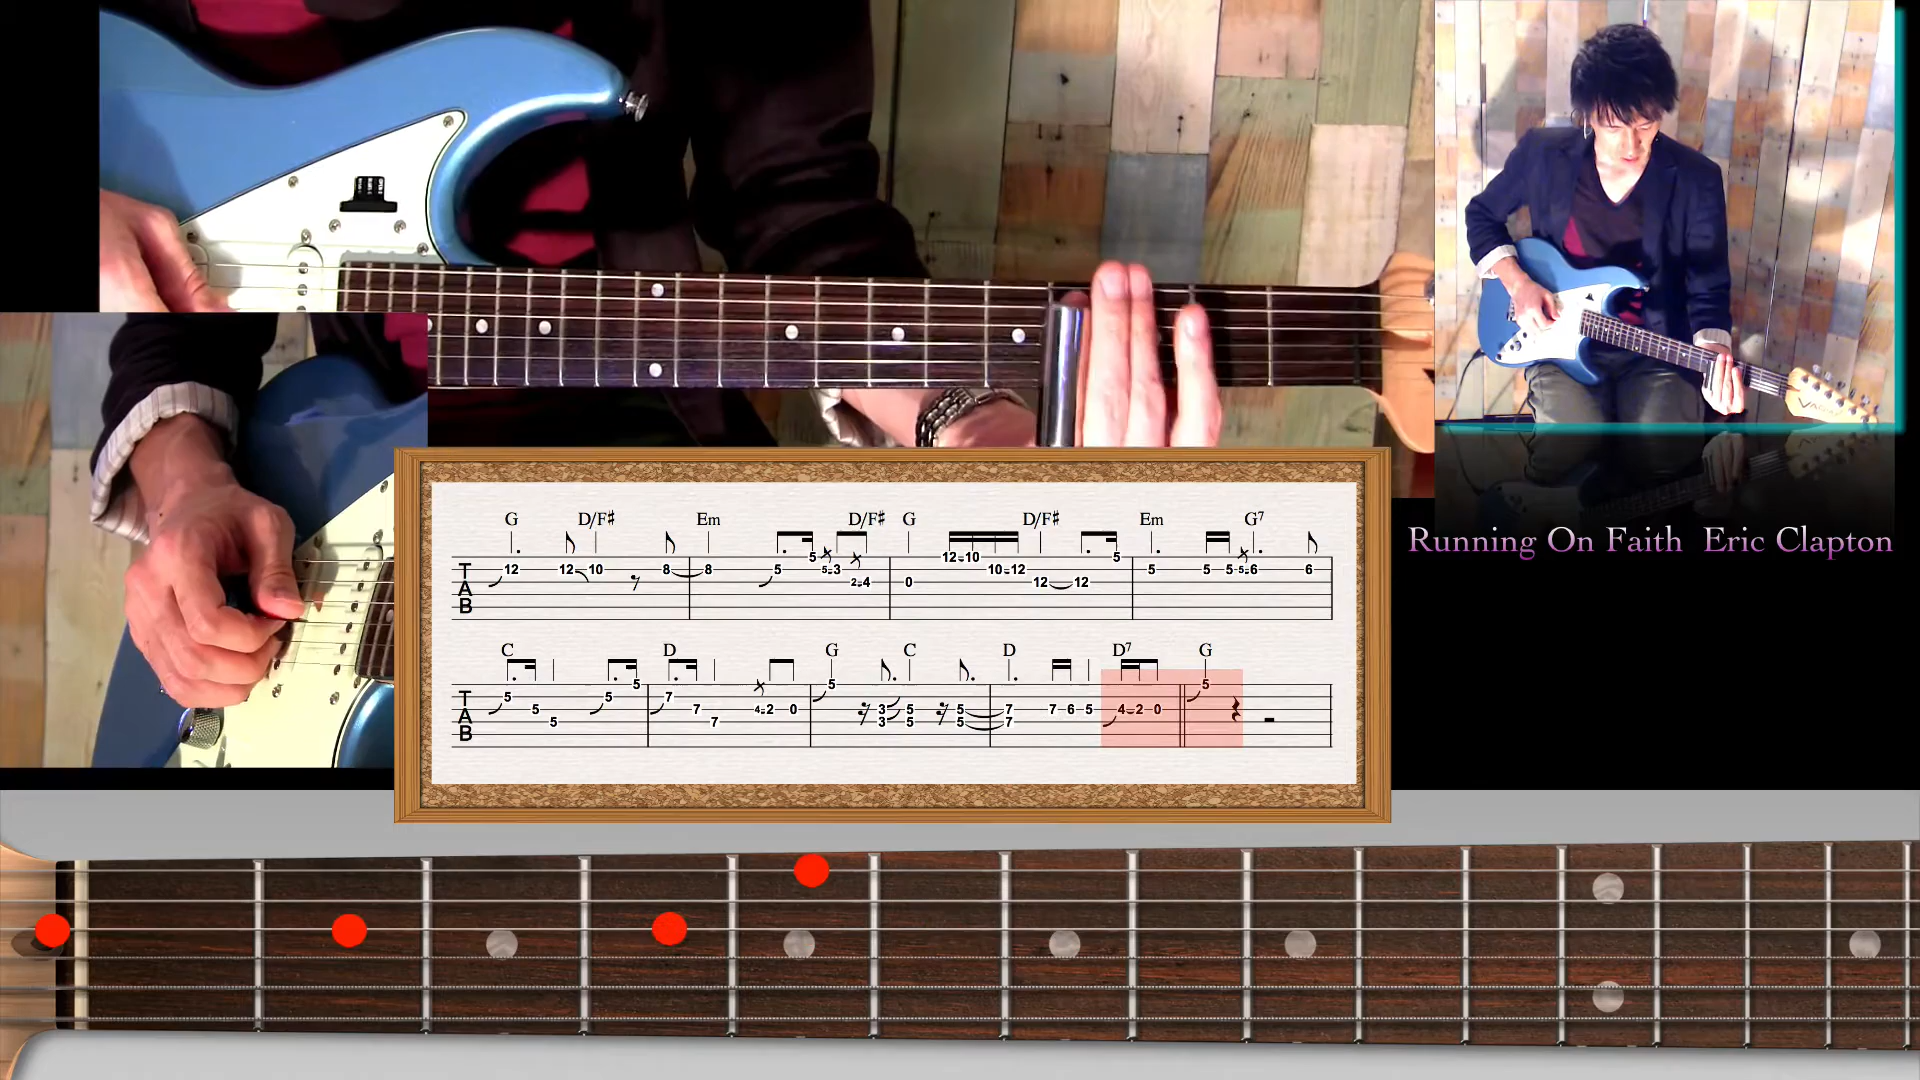 G D/F♯ Em D/F♯ G D/F♯ Em G7
5 12-10 5
12 12 10 8 8 5 5-3 10-12 5 5 5 5-6 6
2-4 0 12 12
T
A
B
C D G C D D7 G
5 5 5
5 5 7
5 7 4-2 0 3 5 5 7 7 6 5 4-2 0
5 7 3 5 5 7
T
A
B
Running On Faith Eric Clapton